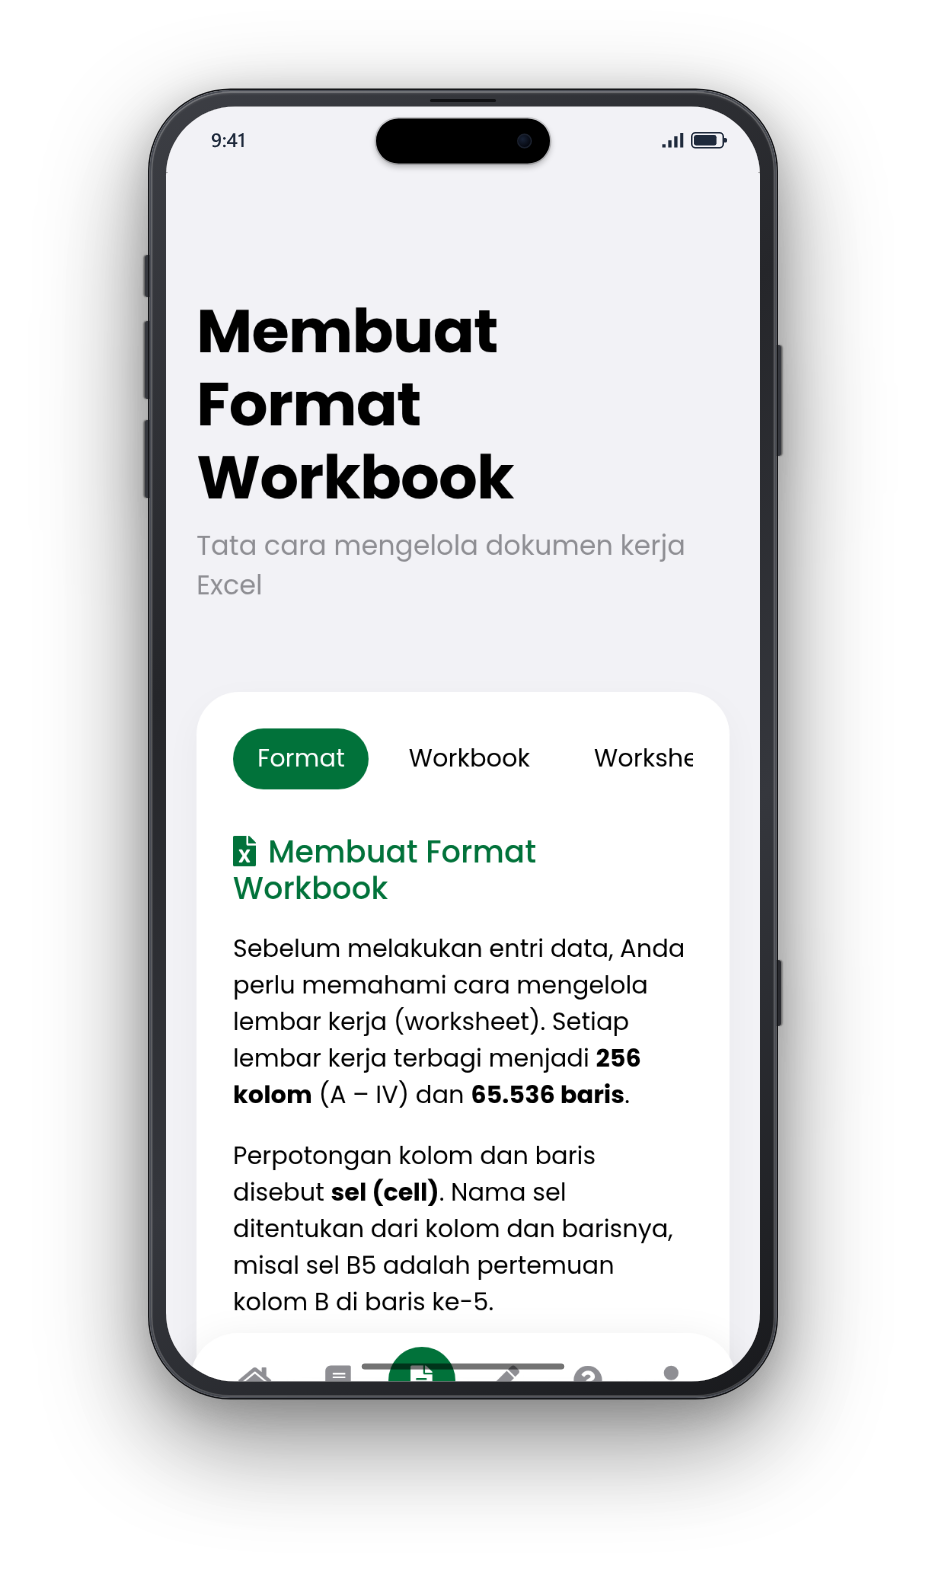 9:41
Membuat
Format
Workbook
Tata cara mengelola dokumen kerja
Excel
Format Workbook Workshe
Membuat Format
Workbook
Sebelum melakukan entri data, Anda
perlu memahami cara mengelola
lembar kerja (worksheet). Setiap
lembar kerja terbagi menjadi 256
kolom (A – IV) dan 65.536 baris.
Perpotongan kolom dan baris
disebut sel (cell). Nama sel
ditentukan dari kolom dan barisnya,
misal sel B5 adalah pertemuan
kolom B di baris ke-5.